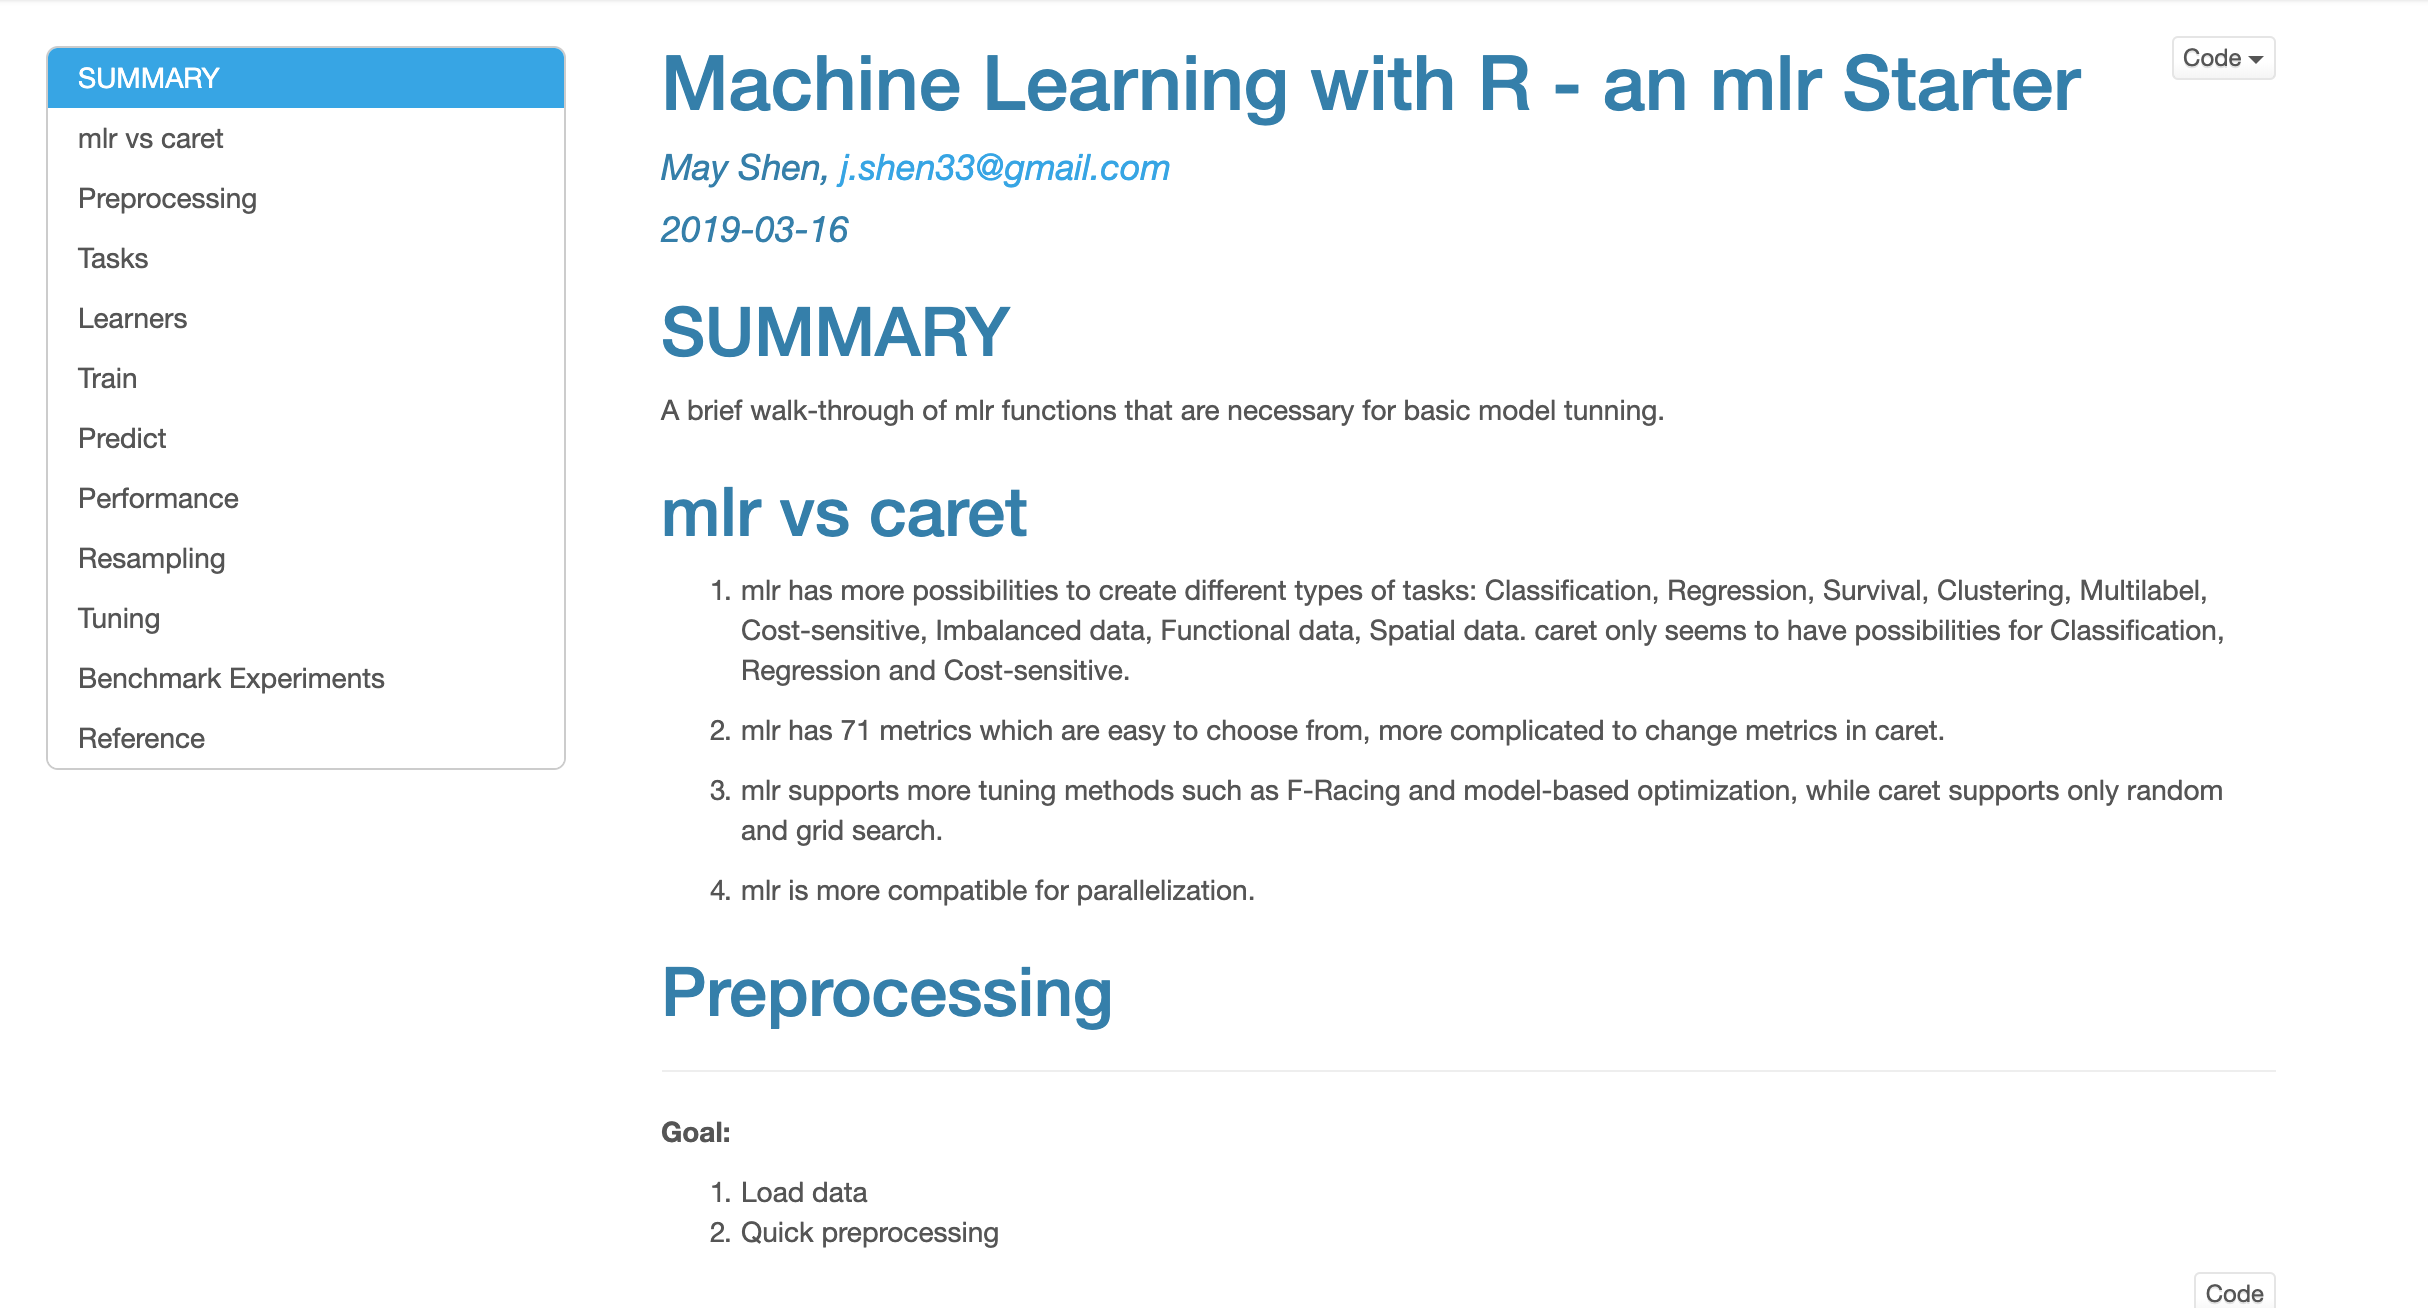 SUMMARY
mlr vs caret
Preprocessing
Tasks
Learners
Train
Predict
Performance
Resampling
Tuning
Benchmark Experiments
Reference
Code
Machine Learning with R - an mlr Starter
May Shen, j.shen33@gmail.com
2019-03-16
SUMMARY
A brief walk-through of mlr functions that are necessary for basic model tunning.
mlr vs caret
1. mlr has more possibilities to create different types of tasks: Classification, Regression, Survival, Clustering, Multilabel,
Cost-sensitive, Imbalanced data, Functional data, Spatial data. caret only seems to have possibilities for Classification,
Regression and Cost-sensitive.
2. mlr has 71 metrics which are easy to choose from, more complicated to change metrics in caret.
3. mlr supports more tuning methods such as F-Racing and model-based optimization, while caret supports only random
and grid search.
4. mlr is more compatible for parallelization.
Preprocessing
Goal:
1. Load data
2. Quick preprocessing
Code